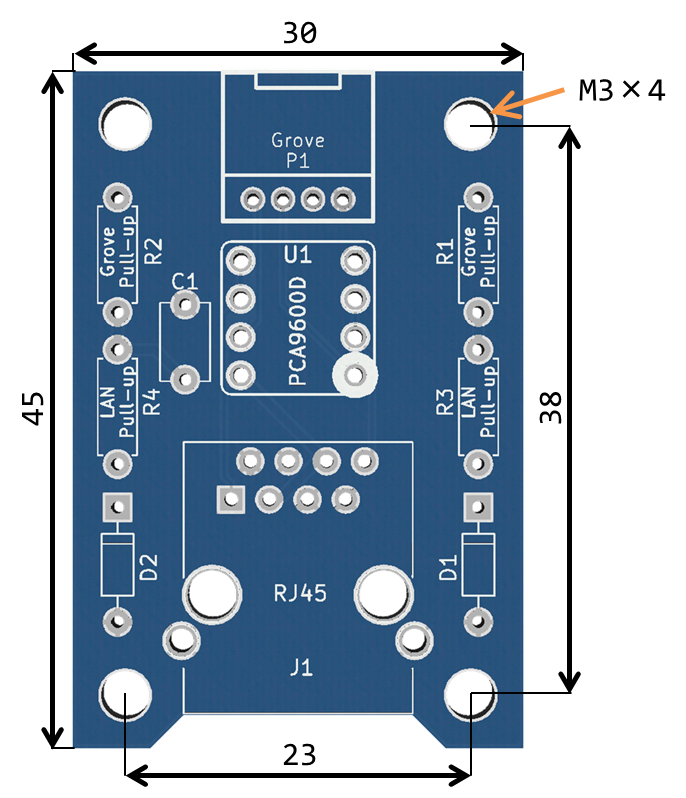 30
M3×4
Grove
P1
Grove
Pull-up
R2
U1
R1
Grove
Pull-up
C1
PCA9600D
45
LAN
Pull-up
R4
R3
LAN
Pull-up
38
D2
D1
RJ45
J1
23